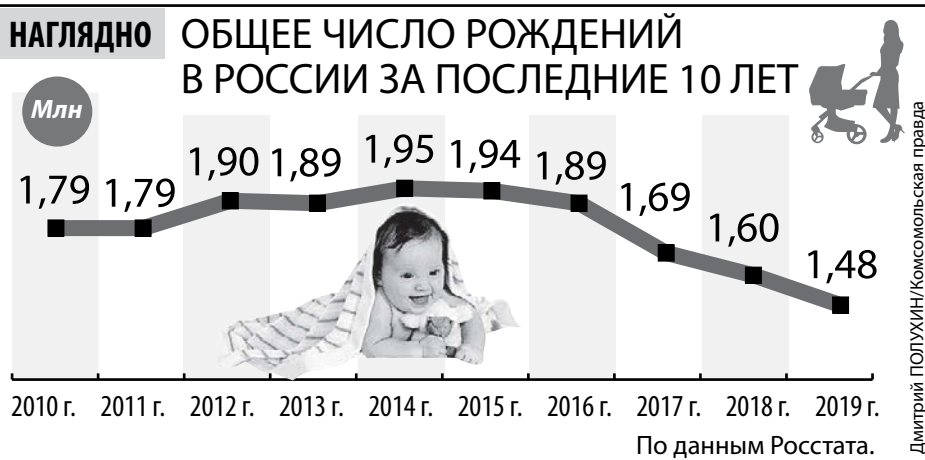 НАГЛЯДНО
ОБЩЕЕ ЧИСЛО РОЖДЕНИЙ
В РОССИИ ЗА ПОСЛЕДНИЕ 10 ЛЕТ
Млн
1,79 1,79 1,90 1,89 1,95 1,94 1,89 1,69 1,60 1,48
2010 г. 2011 г. 2012 г. 2013 г. 2014 г. 2015 г. 2016 г. 2017 г. 2018 г. 2019 г.
По данным Росстата.
Дмитрий ПОЛУХИН/Комсомольская правда